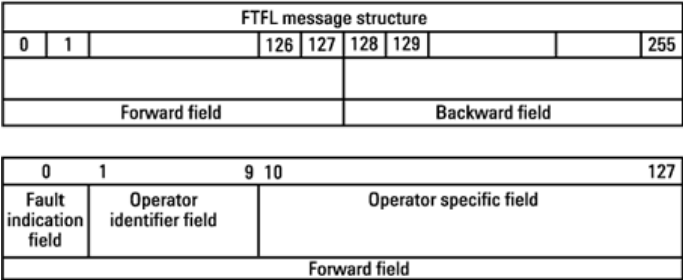 FTFL message structure
0 1 126 127 128 129 255
Forward field Backward field
0 1 9 10 127
Fault Operator Operator specific field
indication identifier field
field
Forward field